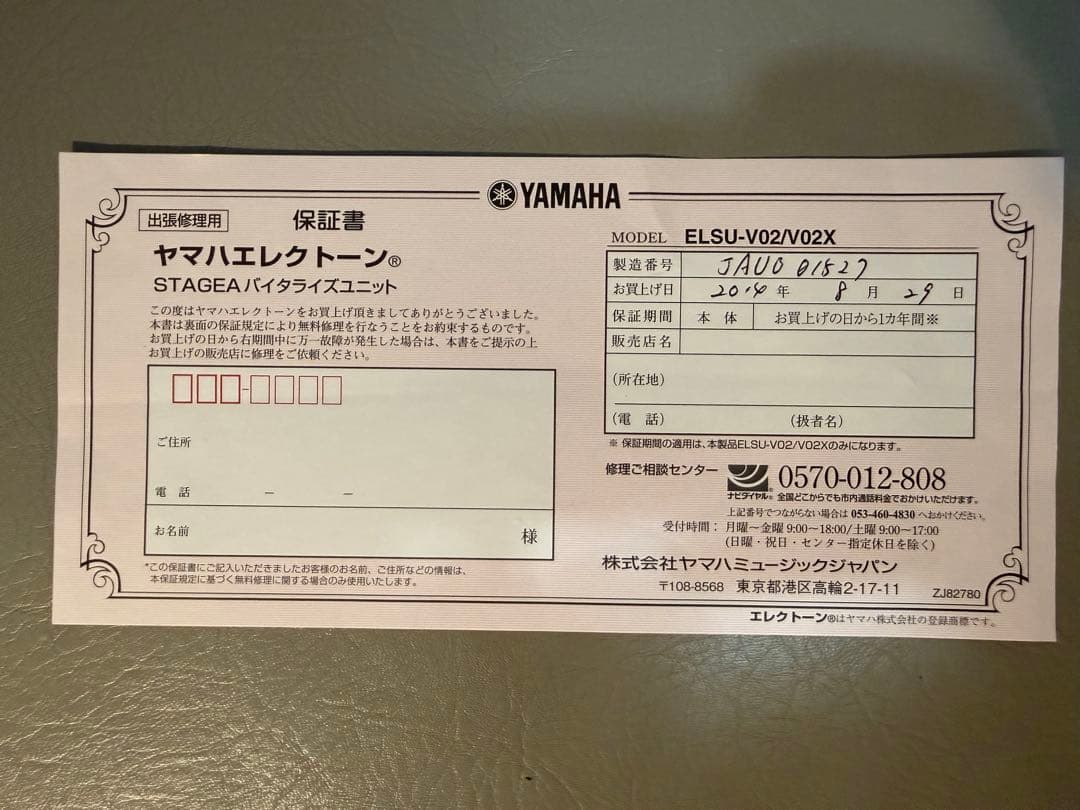 YAMAHA
出張修理用 保証書
ヤマハエレクトーン®
STAGEAバイタライズユニット
この度はヤマハエレクトーンをお買上げ頂きましてありがとうございました。
本書は裏面の保証規定により無料修理を行なうことをお約束するものです。
お買上げの日から右期間中に万一故障が発生した場合は、本書をご提示の上
お買上げの販売店に修理をご依頼ください。
ご住所
電 話 － －
お名前 様
*この保証書にご記入いただきましたお客様のお名前、ご住所などの情報は、
本保証規定に基づく無料修理に関する場合のみ使用いたします。
MODEL ELSU-V02/V02X
製造番号 JAUO 01527
お買上げ日 2014 年 8 月 29 日
保証期間 本 体 お買上げの日から1カ年間※
販売店名
(所在地)
(電 話) (扱者名)
※ 保証期間の適用は、本製品ELSU-V02/V02Xのみになります。
修理ご相談センター ナビダイヤル® 0570-012-808
全国どこからでも市内通話料金でおかけいただけます。
上記番号でつながらない場合は 053-460-4830 へおかけください。
受付時間： 月曜～金曜 9:00～18:00/土曜 9:00～17:00
(日曜・祝日・センター指定休日を除く)
株式会社ヤマハミュージックジャパン
〒108-8568 東京都港区高輪2-17-11 ZJ82780
エレクトーン®はヤマハ株式会社の登録商標です。